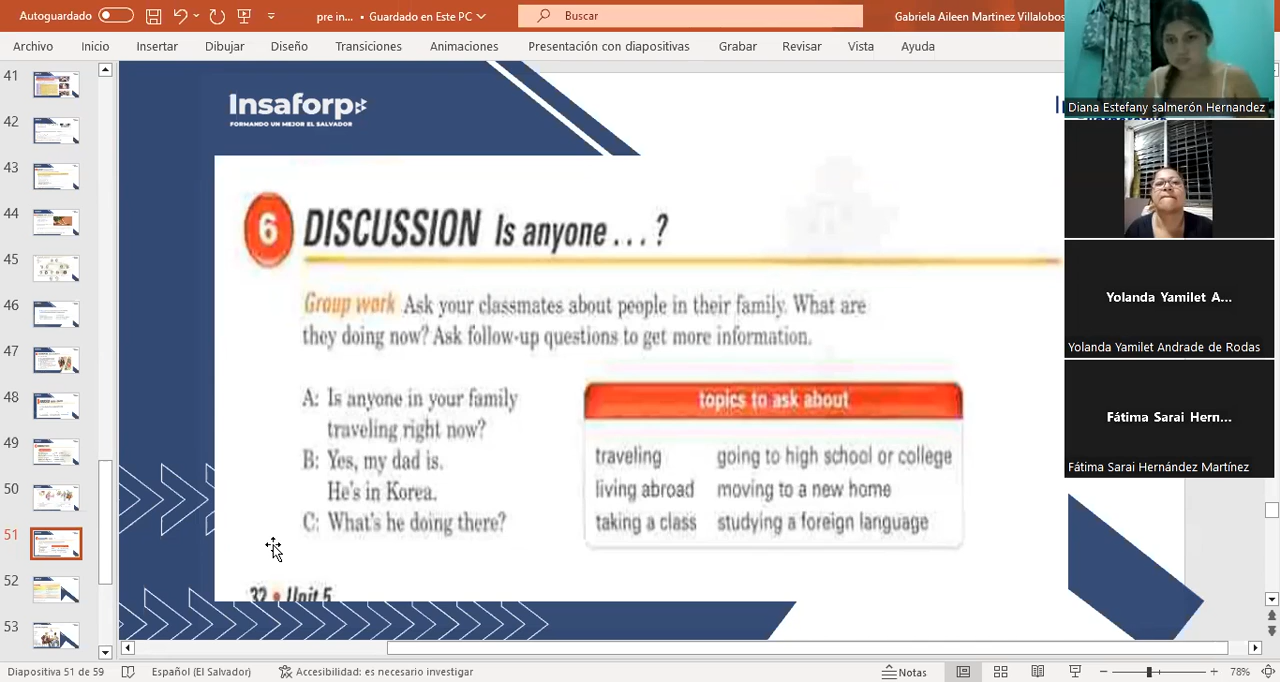 Autoguardado
pre in... • Guardado en Este PC
Buscar
Gabriela Aileen Martinez Villalobos
Archivo Inicio Insertar Dibujar Diseño Transiciones Animaciones Presentación con diapositivas Grabar Revisar Vista Ayuda
41
42
43
44
45
46
47
48
49
50
51
52
53
Insaforp
FORMANDO UN MEJOR EL SALVADOR
6 DISCUSSION Is anyone . . . ?
Group work Ask your classmates about people in their family. What are
they doing now? Ask follow-up questions to get more information.
A: Is anyone in your family
traveling right now?
B: Yes, my dad is.
He's in Korea.
C: What's he doing there?
topics to ask about
traveling going to high school or college
living abroad moving to a new home
taking a class studying a foreign language
32 • Unit 5
Diana Estefany salmerón Hernandez
Yolanda Yamilet A...
Yolanda Yamilet Andrade de Rodas
Fátima Sarai Hern...
Fátima Sarai Hernández Martínez
Diapositiva 51 de 59
Español (El Salvador)
Accesibilidad: es necesario investigar
Notas
78%